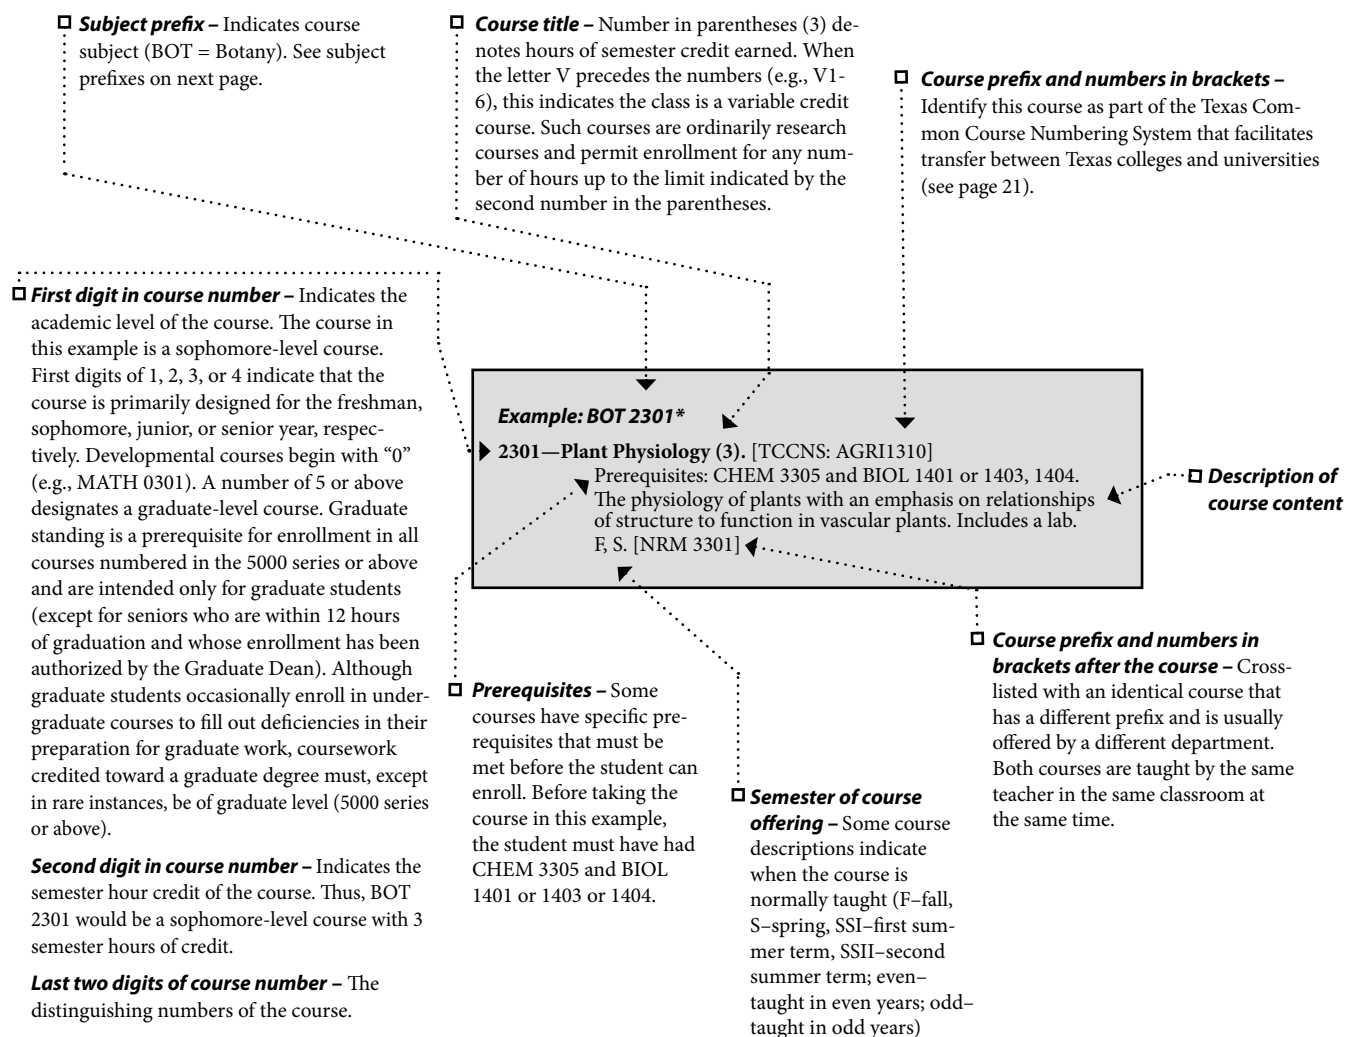 Subject prefix – Indicates course
subject (BOT = Botany). See subject
prefixes on next page.
Course title – Number in parentheses (3) de-
notes hours of semester credit earned. When
the letter V precedes the numbers (e.g., V1-
6), this indicates the class is a variable credit
course. Such courses are ordinarily research
courses and permit enrollment for any num-
ber of hours up to the limit indicated by the
second number in the parentheses.
Course prefix and numbers in brackets –
Identify this course as part of the Texas Com-
mon Course Numbering System that facilitates
transfer between Texas colleges and universities
(see page 21).
First digit in course number – Indicates the
academic level of the course. The course in
this example is a sophomore-level course.
First digits of 1, 2, 3, or 4 indicate that the
course is primarily designed for the freshman,
sophomore, junior, or senior year, respec-
tively. Developmental courses begin with “0”
(e.g., MATH 0301). A number of 5 or above
designates a graduate-level course. Graduate
standing is a prerequisite for enrollment in all
courses numbered in the 5000 series or above
and are intended only for graduate students
(except for seniors who are within 12 hours
of graduation and whose enrollment has been
authorized by the Graduate Dean). Although
graduate students occasionally enroll in under-
graduate courses to fill out deficiencies in their
preparation for graduate work, coursework
credited toward a graduate degree must, except
in rare instances, be of graduate level (5000 series
or above).
Second digit in course number – Indicates the
semester hour credit of the course. Thus, BOT
2301 would be a sophomore-level course with 3
semester hours of credit.
Last two digits of course number – The
distinguishing numbers of the course.
Example: BOT 2301*
2301—Plant Physiology (3). [TCCNS: AGRI1310]
Prerequisites: CHEM 3305 and BIOL 1401 or 1403, 1404.
The physiology of plants with an emphasis on relationships
of structure to function in vascular plants. Includes a lab.
F, S. [NRM 3301]
Description of
course content
Prerequisites – Some
courses have specific pre-
requisites that must be
met before the student can
enroll. Before taking the
course in this example,
the student must have had
CHEM 3305 and BIOL
1401 or 1403 or 1404.
Semester of course
offering – Some course
descriptions indicate
when the course is
normally taught (F–fall,
S–spring, SSI–first sum-
mer term, SSII–second
summer term; even–
taught in even years; odd–
taught in odd years)
Course prefix and numbers in
brackets after the course – Cross-
listed with an identical course that
has a different prefix and is usually
offered by a different department.
Both courses are taught by the same
teacher in the same classroom at
the same time.